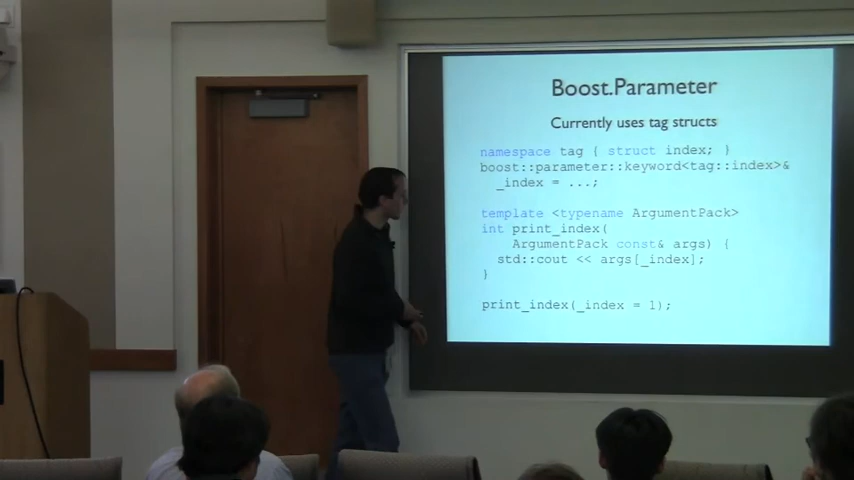 Boost.Parameter
Currently uses tag structs
namespace tag { struct index; }
boost::parameter::keyword<tag::index>&
_index = ...;
template <typename ArgumentPack>
int print_index(
ArgumentPack const& args) {
std::cout << args[_index];
}
print_index(_index = 1);